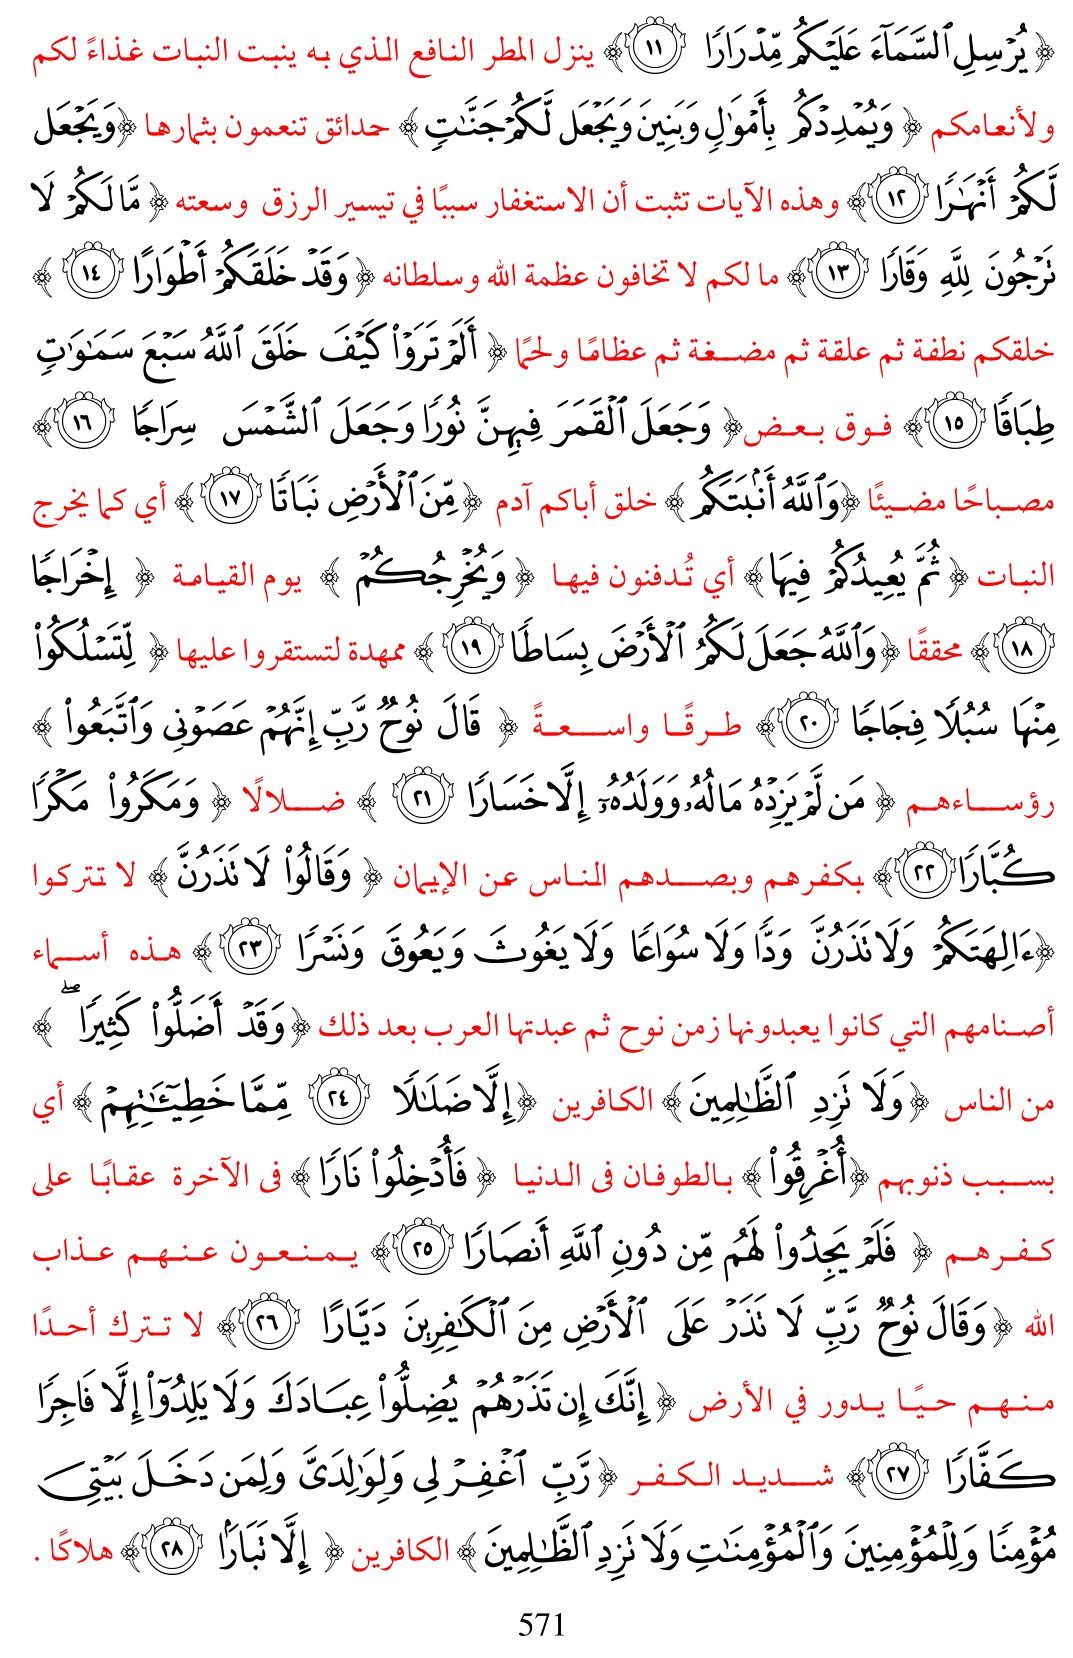 ﴿ يُرْسِلِ ٱلسَّمَآءَ عَلَيْكُم مِّدْرَارًا ١١ ﴾ ينزل المطر النافع الذي به ينبت النبات غذاءً لكم
ولأنعامكم ﴿ وَيُمْدِدْكُم بِأَمْوَٰلٍ وَبَنِينَ وَيَجْعَل لَّكُمْ جَنَّٰتٍ ﴾ حدائق تنعمون بثمارها ﴿وَيَجْعَل
لَّكُمْ أَنْهَٰرًا ١٢ ﴾ وهذه الآيات تثبت أن الاستغفار سببًا في تيسير الرزق وسعته ﴿ مَّا لَكُمْ لَا
تَرْجُونَ لِلَّهِ وَقَارًا ١٣ ﴾ ما لكم لا تخافون عظمة الله وسلطانه ﴿ وَقَدْ خَلَقَكُمْ أَطْوَارًا ١٤ ﴾
خلقكم نطفة ثم علقة ثم مضغة ثم عظامًا ولحمًا ﴿ أَلَمْ تَرَوْا۟ كَيْفَ خَلَقَ ٱللَّهُ سَبْعَ سَمَٰوَٰتٍ
طِبَاقًا ١٥ ﴾ فوق بعض ﴿ وَجَعَلَ ٱلْقَمَرَ فِيهِنَّ نُورًا وَجَعَلَ ٱلشَّمْسَ سِرَاجًا ١٦ ﴾
مصباحًا مضيئًا ﴿وَٱللَّهُ أَنۢبَتَكُم ﴾ خلق أباكم آدم ﴿مِّنَ ٱلْأَرْضِ نَبَاتًا ١٧ ﴾ أي كما يخرج
النبات ﴿ ثُمَّ يُعِيدُكُمْ فِيهَا﴾ أي تُدفنون فيها ﴿ وَيُخْرِجُكُمْ ﴾ يوم القيامة ﴿ إِخْرَاجًا
١٨ ﴾ محققًا ﴿وَٱللَّهُ جَعَلَ لَكُمُ ٱلْأَرْضَ بِسَاطًا ١٩ ﴾ ممهدة لتستقروا عليها ﴿ لِّتَسْلُكُوا۟
مِنْهَا سُبُلًا فِجَاجًا ٢٠ ﴾ طرقًا واسعةً ﴿ قَالَ نُوحٌ رَّبِّ إِنَّهُمْ عَصَوْنِى وَٱتَّبَعُوا۟ ﴾
رؤساءهم ﴿ مَن لَّمْ يَزِدْهُ مَالُهُۥ وَوَلَدُهُۥٓ إِلَّا خَسَارًا ٢١ ﴾ ضلالًا ﴿ وَمَكَرُوا۟ مَكْرًا
كُبَّارًا ٢٢ ﴾ بكفرهم وبصدهم الناس عن الإيمان ﴿ وَقَالُوا۟ لَا تَذَرُنَّ ﴾ لا تتركوا
﴿ءَالِهَتَكُمْ وَلَا تَذَرُنَّ وَدًّا وَلَا سُوَاعًا وَلَا يَغُوثَ وَيَعُوقَ وَنَسْرًا ٢٣ ﴾ هذه أسماء
أصنامهم التي كانوا يعبدونها زمن نوح ثم عبدتها العرب بعد ذلك ﴿وَقَدْ أَضَلُّوا۟ كَثِيرًا ۖ ﴾
من الناس ﴿ وَلَا تَزِدِ ٱلظَّٰلِمِينَ ﴾ الكافرين ﴿إِلَّا ضَلَٰلًا ٢٤ مِّمَّا خَطِيٓـَٰٔتِهِمْ ﴾ أي
بسبب ذنوبهم ﴿أُغْرِقُوا۟ ﴾ بالطوفان فى الدنيا ﴿ فَأُدْخِلُوا۟ نَارًا ﴾ فى الآخرة عقابًا على
كفرهم ﴿ فَلَمْ يَجِدُوا۟ لَهُم مِّن دُونِ ٱللَّهِ أَنصَارًا ٢٥ ﴾ يمنعون عنهم عذاب
الله ﴿ وَقَالَ نُوحٌ رَّبِّ لَا تَذَرْ عَلَى ٱلْأَرْضِ مِنَ ٱلْكَٰفِرِينَ دَيَّارًا ٢٦ ﴾ لا تترك أحدًا
منهم حيًا يدور في الأرض ﴿ إِنَّكَ إِن تَذَرْهُمْ يُضِلُّوا۟ عِبَادَكَ وَلَا يَلِدُوٓا۟ إِلَّا فَاجِرًا
كَفَّارًا ٢٧ ﴾ شديد الكفر ﴿ رَّبِّ ٱغْفِرْ لِى وَلِوَٰلِدَىَّ وَلِمَن دَخَلَ بَيْتِىَ
مُؤْمِنًا وَلِلْمُؤْمِنِينَ وَٱلْمُؤْمِنَٰتِ وَلَا تَزِدِ ٱلظَّٰلِمِينَ ﴾ الكافرين ﴿ إِلَّا تَبَارًۢا ٢٨ ﴾ هلاكًا .
571